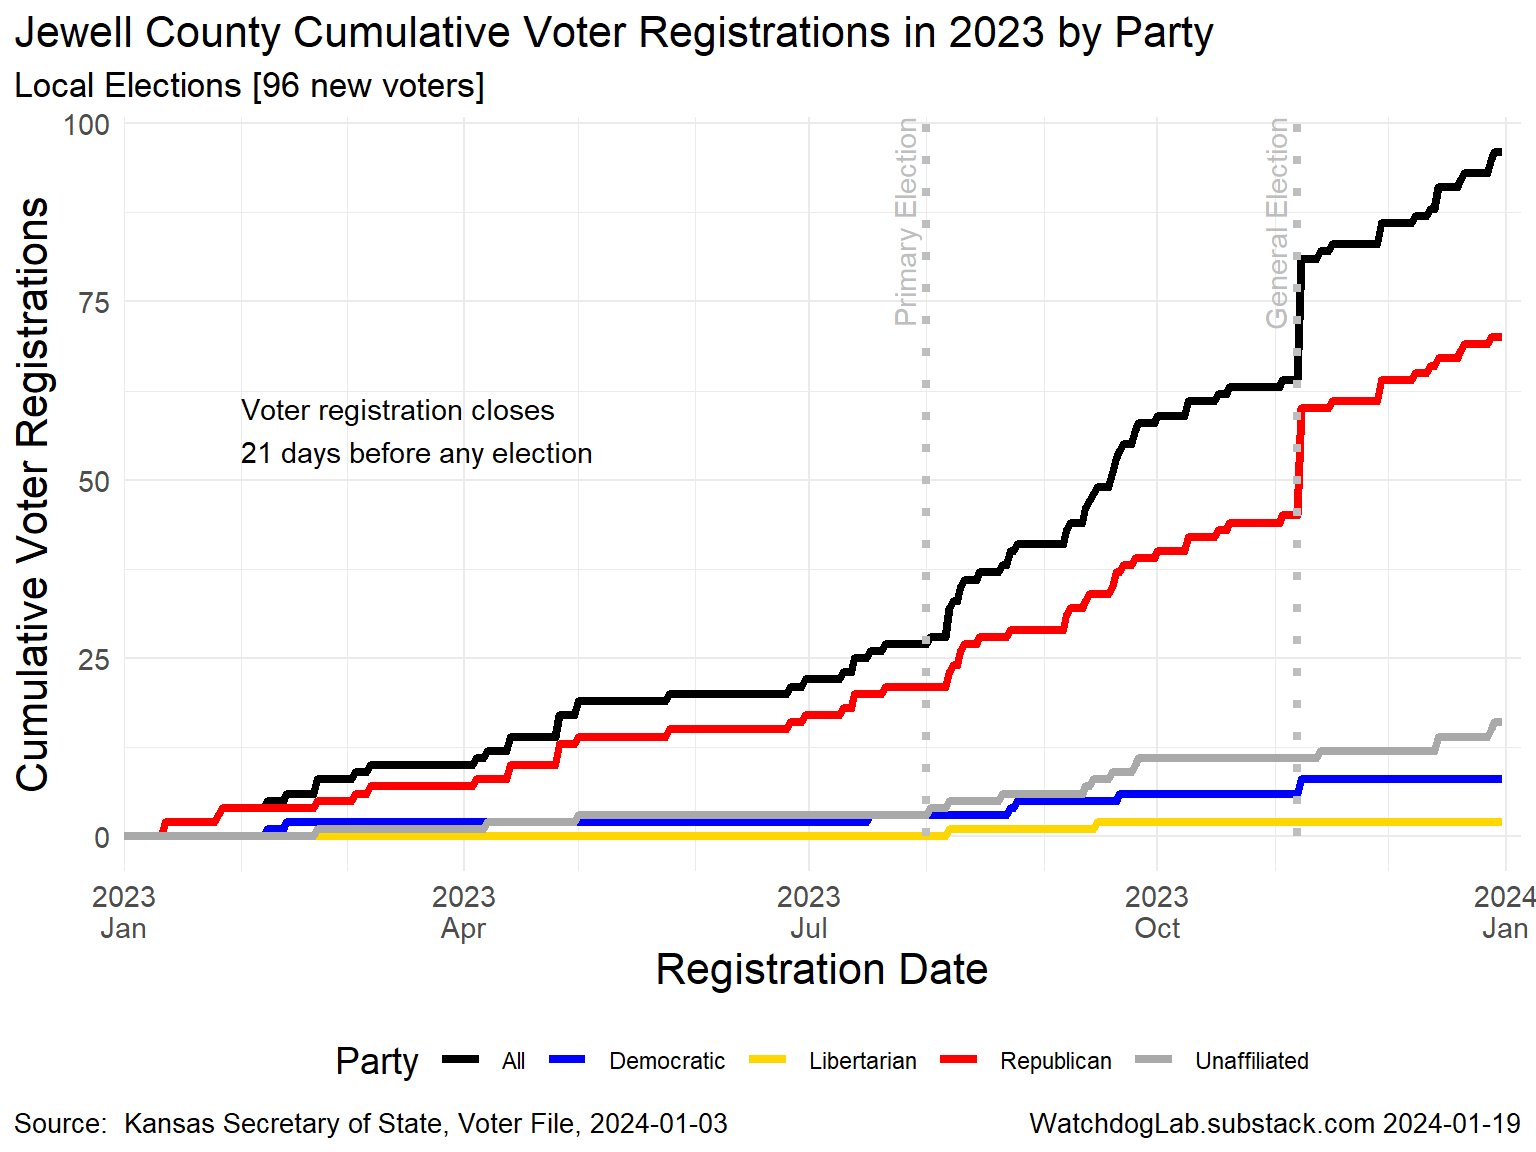 Jewell County Cumulative Voter Registrations in 2023 by Party
Local Elections [96 new voters]
Cumulative Voter Registrations
100
75
50
25
0
Primary Election
General Election
Voter registration closes
21 days before any election
2023
Jan
2023
Apr
2023
Jul
2023
Oct
2024
Jan
Registration Date
Party All Democratic Libertarian Republican Unaffiliated
Source:  Kansas Secretary of State, Voter File, 2024-01-03
WatchdogLab.substack.com 2024-01-19